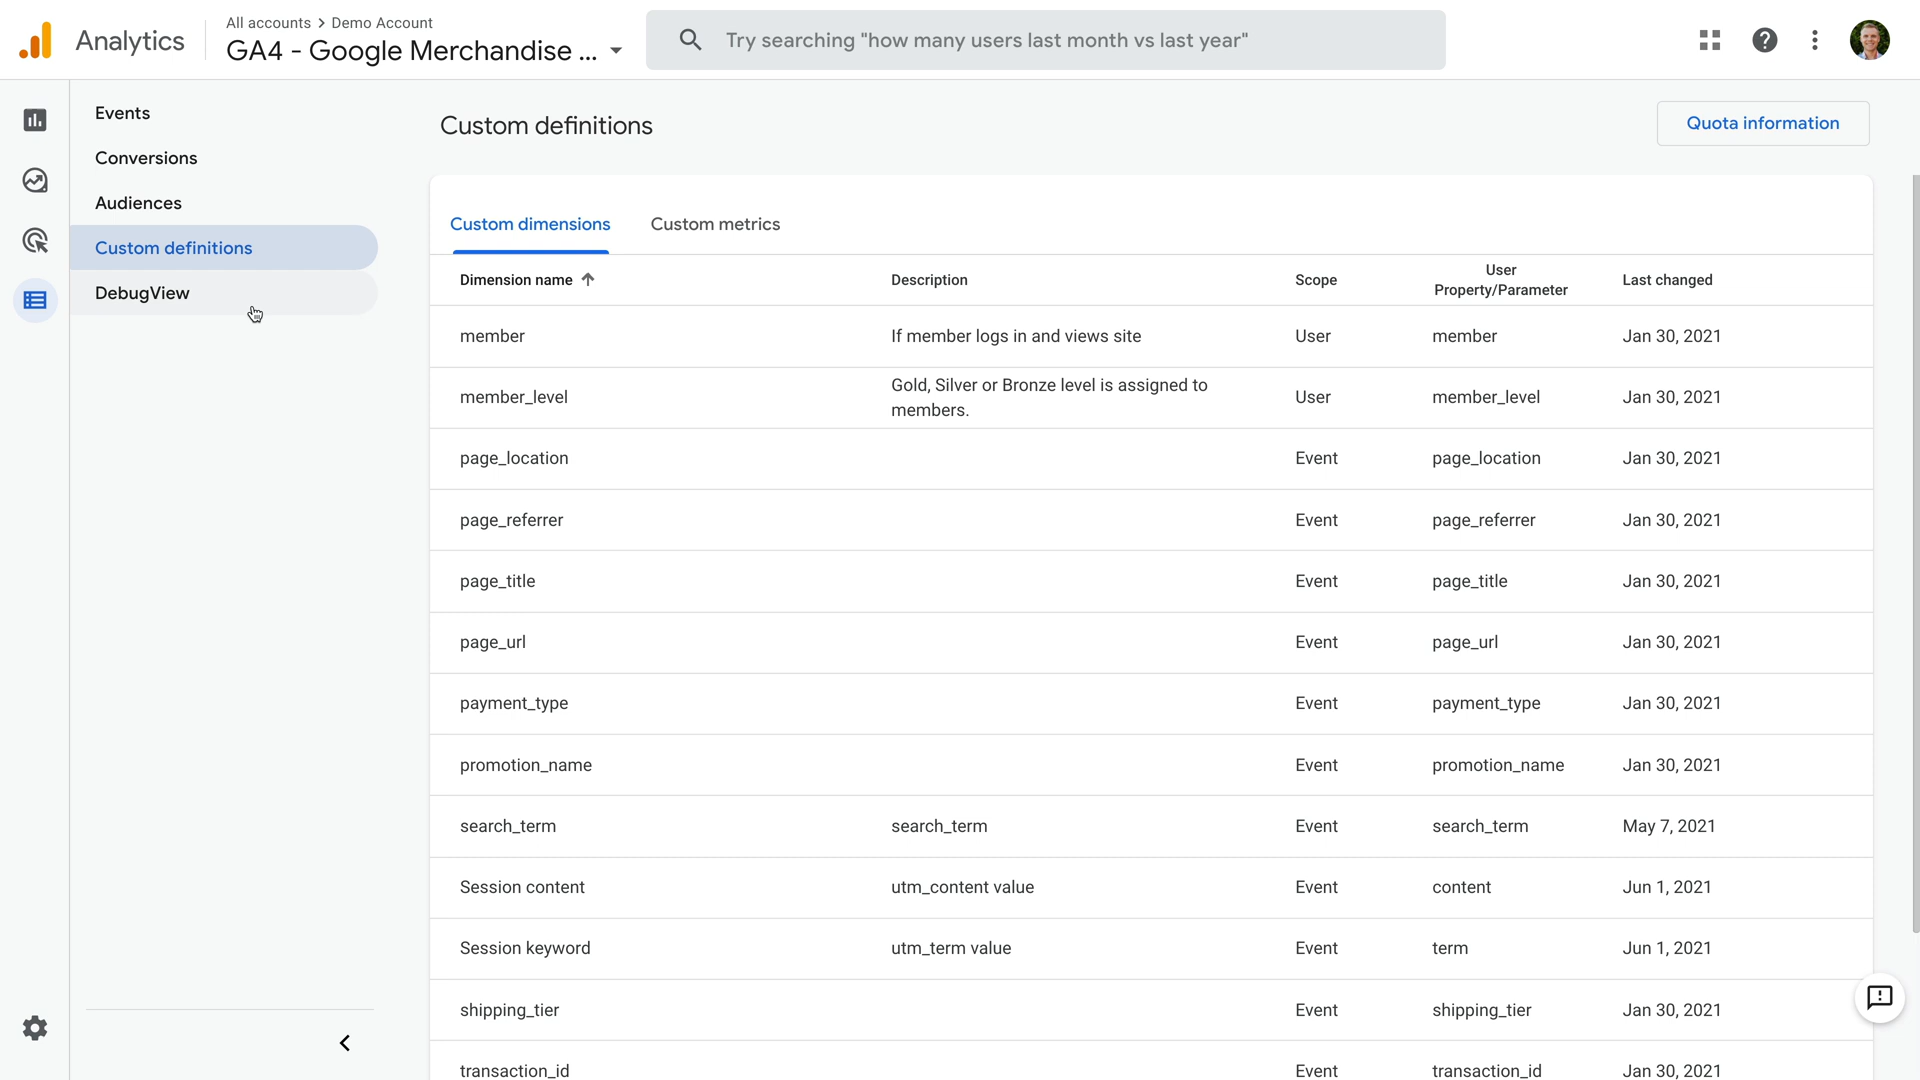 Analytics
All accounts > Demo Account
GA4 - Google Merchandise ...
Try searching "how many users last month vs last year"
Events
Conversions
Audiences
Custom definitions
DebugView
Custom definitions
Quota information
Custom dimensions Custom metrics
Dimension name Description Scope User Property/Parameter Last changed
member If member logs in and views site User member Jan 30, 2021
member_level Gold, Silver or Bronze level is assigned to members. User member_level Jan 30, 2021
page_location Event page_location Jan 30, 2021
page_referrer Event page_referrer Jan 30, 2021
page_title Event page_title Jan 30, 2021
page_url Event page_url Jan 30, 2021
payment_type Event payment_type Jan 30, 2021
promotion_name Event promotion_name Jan 30, 2021
search_term search_term Event search_term May 7, 2021
Session content utm_content value Event content Jun 1, 2021
Session keyword utm_term value Event term Jun 1, 2021
shipping_tier Event shipping_tier Jan 30, 2021
transaction_id Event transaction_id Jan 30, 2021